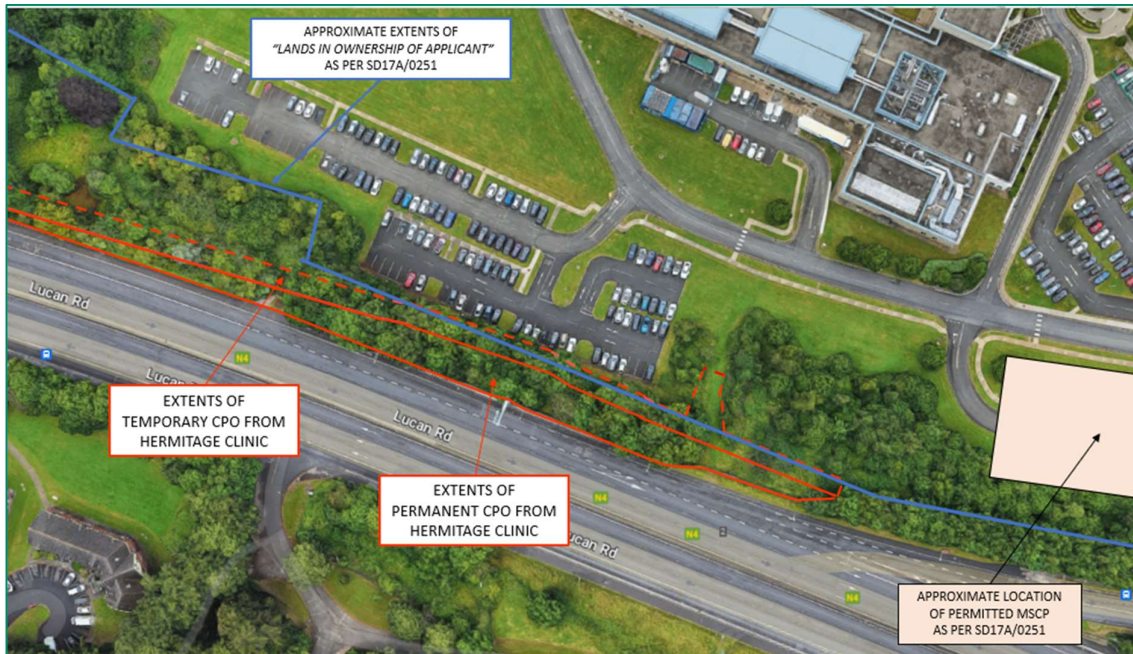 APPROXIMATE EXTENTS OF
"LANDS IN OWNERSHIP OF APPLICANT"
AS PER SD17A/0251
Lucan Rd
N4
Lucan Rd
N4
EXTENTS OF
TEMPORARY CPO FROM
HERMITAGE CLINIC
EXTENTS OF
PERMANENT CPO FROM
HERMITAGE CLINIC
N4
N4
2
Lucan Rd
N4
APPROXIMATE LOCATION
OF PERMITTED MSCP
AS PER SD17A/0251